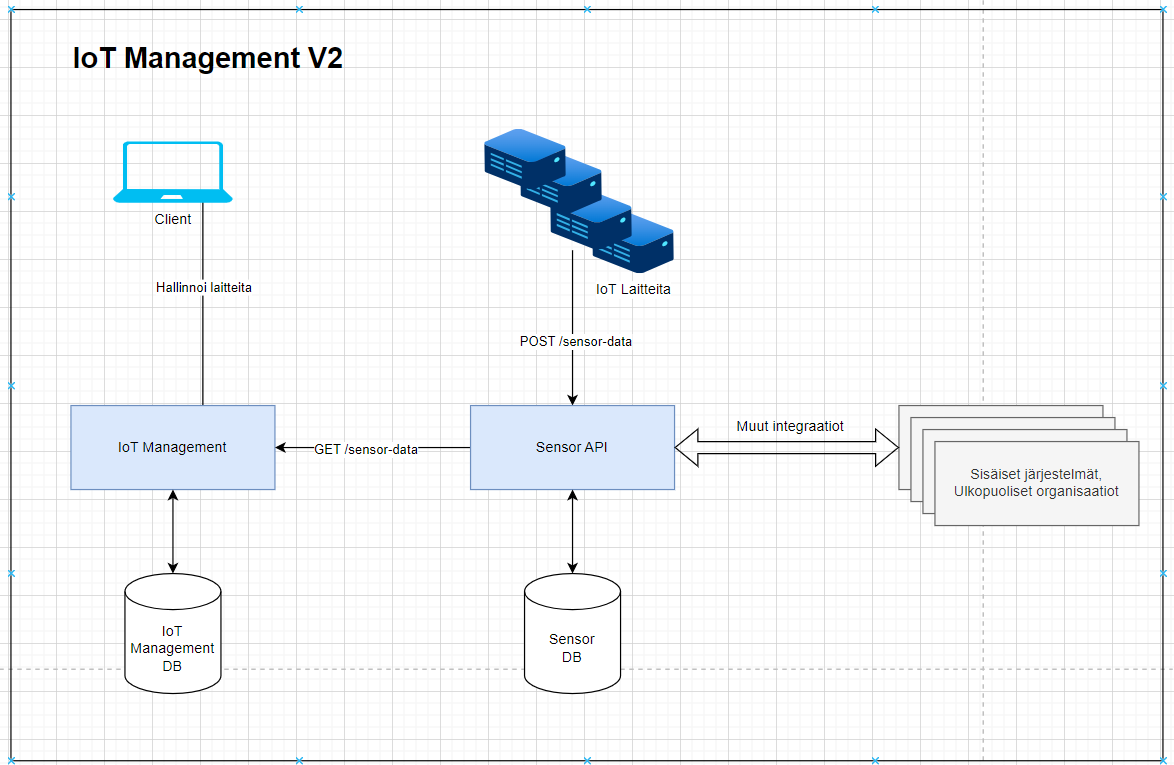 IoT Management V2
Client
Hallinnoi laitteita
IoT Laitteita
POST /sensor-data
IoT Management
GET /sensor-data
Sensor API
Muut integraatiot
Sisäiset järjestelmät,
Ulkopuoliset organisaatiot
IoT
Management
DB
Sensor
DB